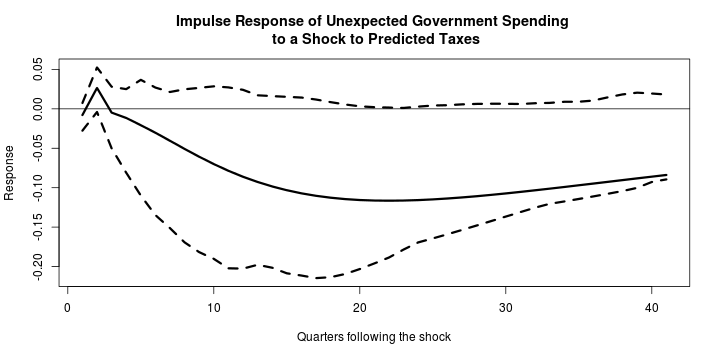 Impulse Response of Unexpected Government Spending
to a Shock to Predicted Taxes
Response
0.05
0.00
-0.05
-0.10
-0.15
-0.20
0 10 20 30 40
Quarters following the shock